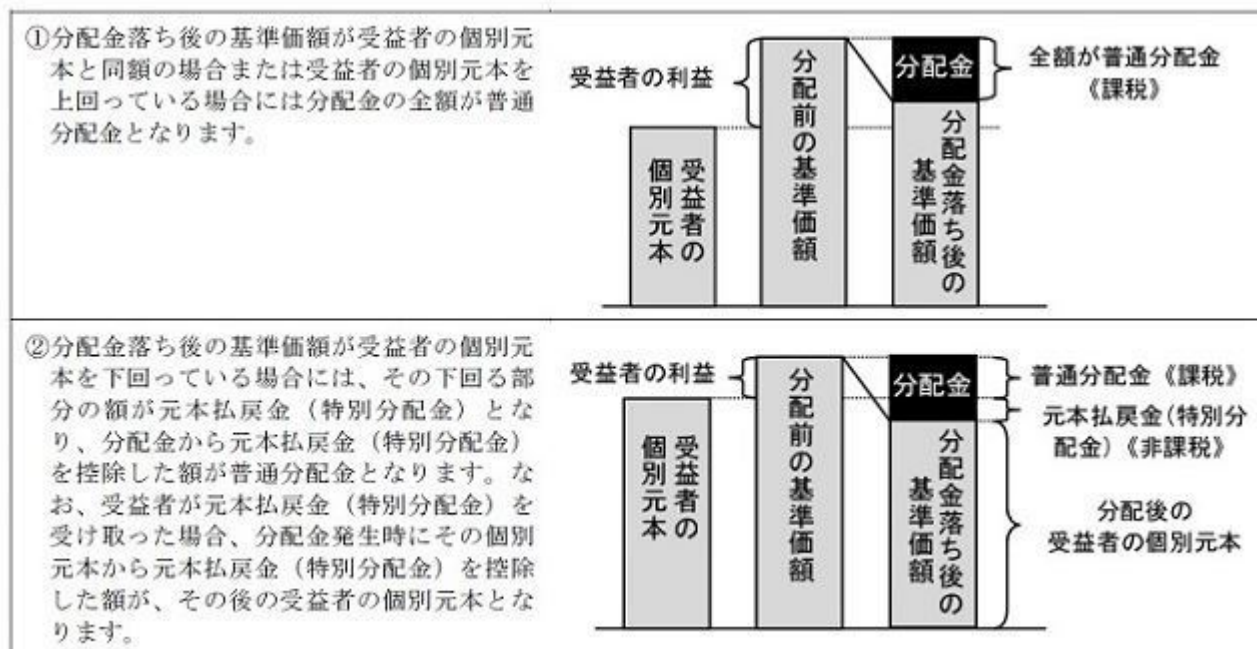 ①分配金落ち後の基準価額が受益者の個別元
本と同額の場合または受益者の個別元本を
上回っている場合には分配金の全額が普通
分配金となります。
受益者の利益
受益者の
個別元本
分配前の基準価額
分配金
分配金落ち後の
基準価額
全額が普通分配金
《課税》
②分配金落ち後の基準価額が受益者の個別元
本を下回っている場合には、その下回る部
分の額が元本払戻金（特別分配金）とな
り、分配金から元本払戻金（特別分配金）
を控除した額が普通分配金となります。な
お、受益者が元本払戻金（特別分配金）を
受け取った場合、分配金発生時にその個別
元本から元本払戻金（特別分配金）を控除
した額が、その後の受益者の個別元本とな
ります。
受益者の利益
受益者の
個別元本
分配前の基準価額
分配金
分配金落ち後の
基準価額
普通分配金《課税》
元本払戻金（特別分
配金）《非課税》
分配後の
受益者の個別元本